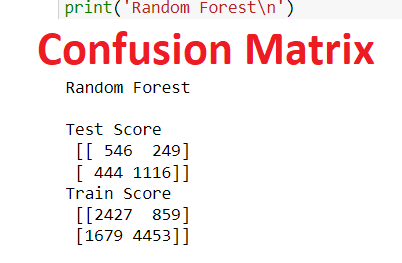 print('Random Forest\n')
Confusion Matrix
Random Forest
Test Score
[[ 546 249]
[ 444 1116]]
Train Score
[[2427 859]
[1679 4453]]